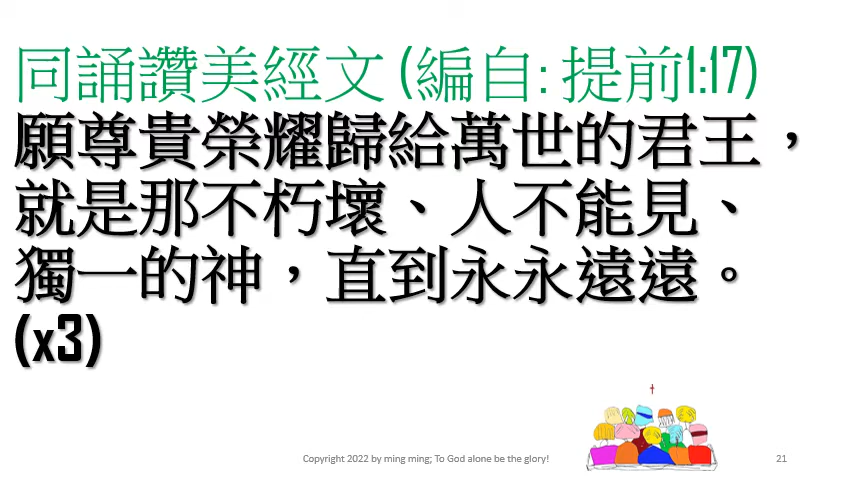 同誦讚美經文 (編自: 提前1:17)
願尊貴榮耀歸給萬世的君王，
就是那不朽壞、人不能見、
獨一的神，直到永永遠遠。
(x3)
Copyright 2022 by ming ming; To God alone be the glory!
21